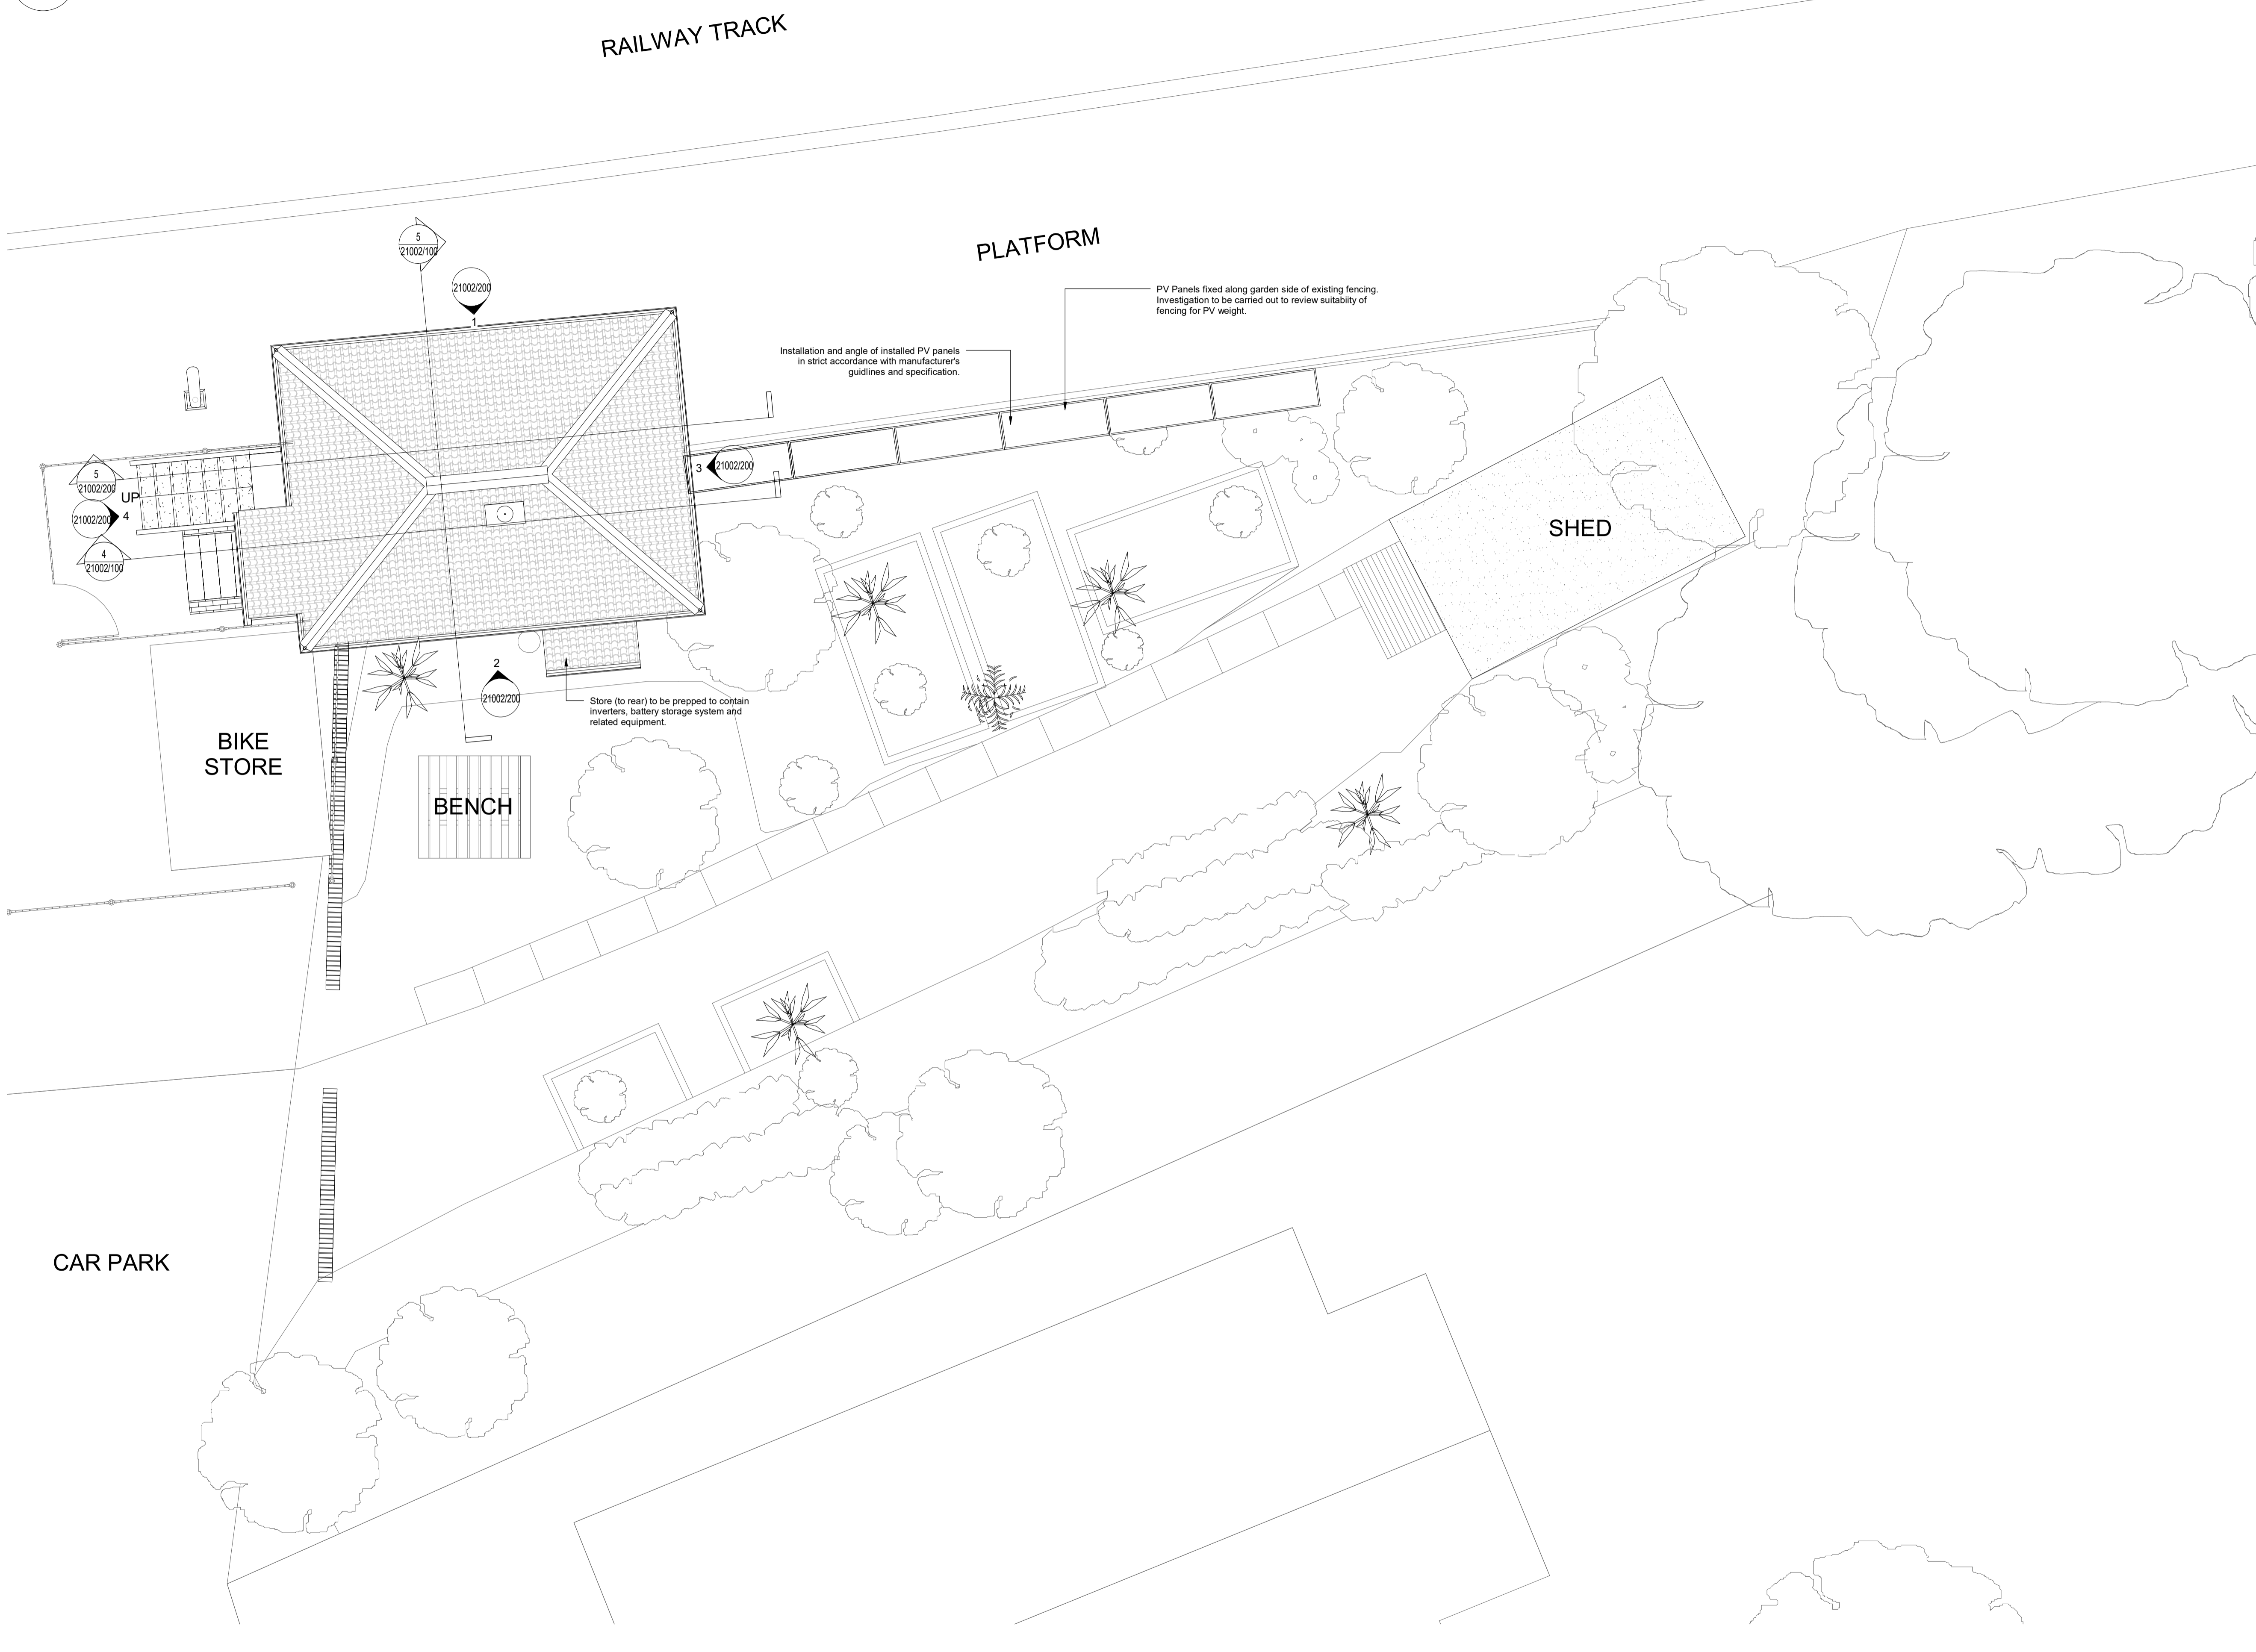 RAILWAY TRACK
PLATFORM
5
21002/100
21002/200
1
PV Panels fixed along garden side of existing fencing.
Investigation to be carried out to review suitabiity of
fencing for PV weight.
Installation and angle of installed PV panels
in strict accordance with manufacturer's
guidlines and specification.
3
21002/200
5
21002/200
UP
21002/200
4
4
21002/100
SHED
2
21002/200
Store (to rear) to be prepped to contain
inverters, battery storage system and
related equipment.
BIKE
STORE
BENCH
CAR PARK